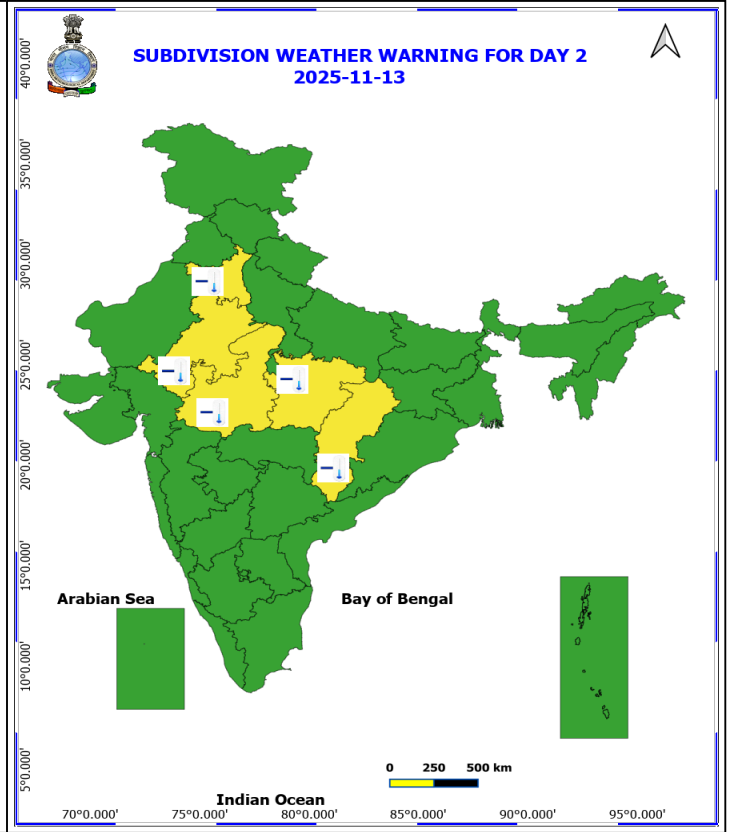 SUBDIVISION WEATHER WARNING FOR DAY 2
2025-11-13
40°0.000'
35°0.000'
30°0.000'
25°0.000'
20°0.000'
15°0.000'
10°0.000'
5°0.000'
Arabian Sea
Bay of Bengal
0 250 500 km
Indian Ocean
70°0.000' 75°0.000' 80°0.000' 85°0.000' 90°0.000' 95°0.000'